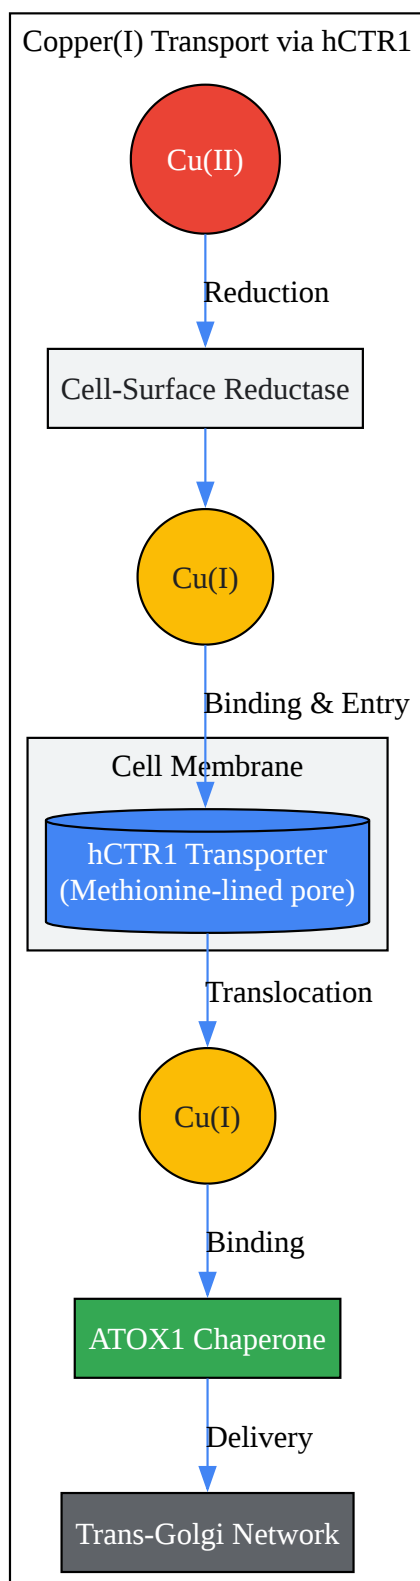 Copper(I) Transport via hCTR1
Cu(II)
Reduction
Cell-Surface Reductase
Cu(I)
Binding & Entry
Cell Membrane
hCTR1 Transporter
(Methionine-lined pore)
Translocation
Cu(I)
Binding
ATOX1 Chaperone
Delivery
Trans-Golgi Network